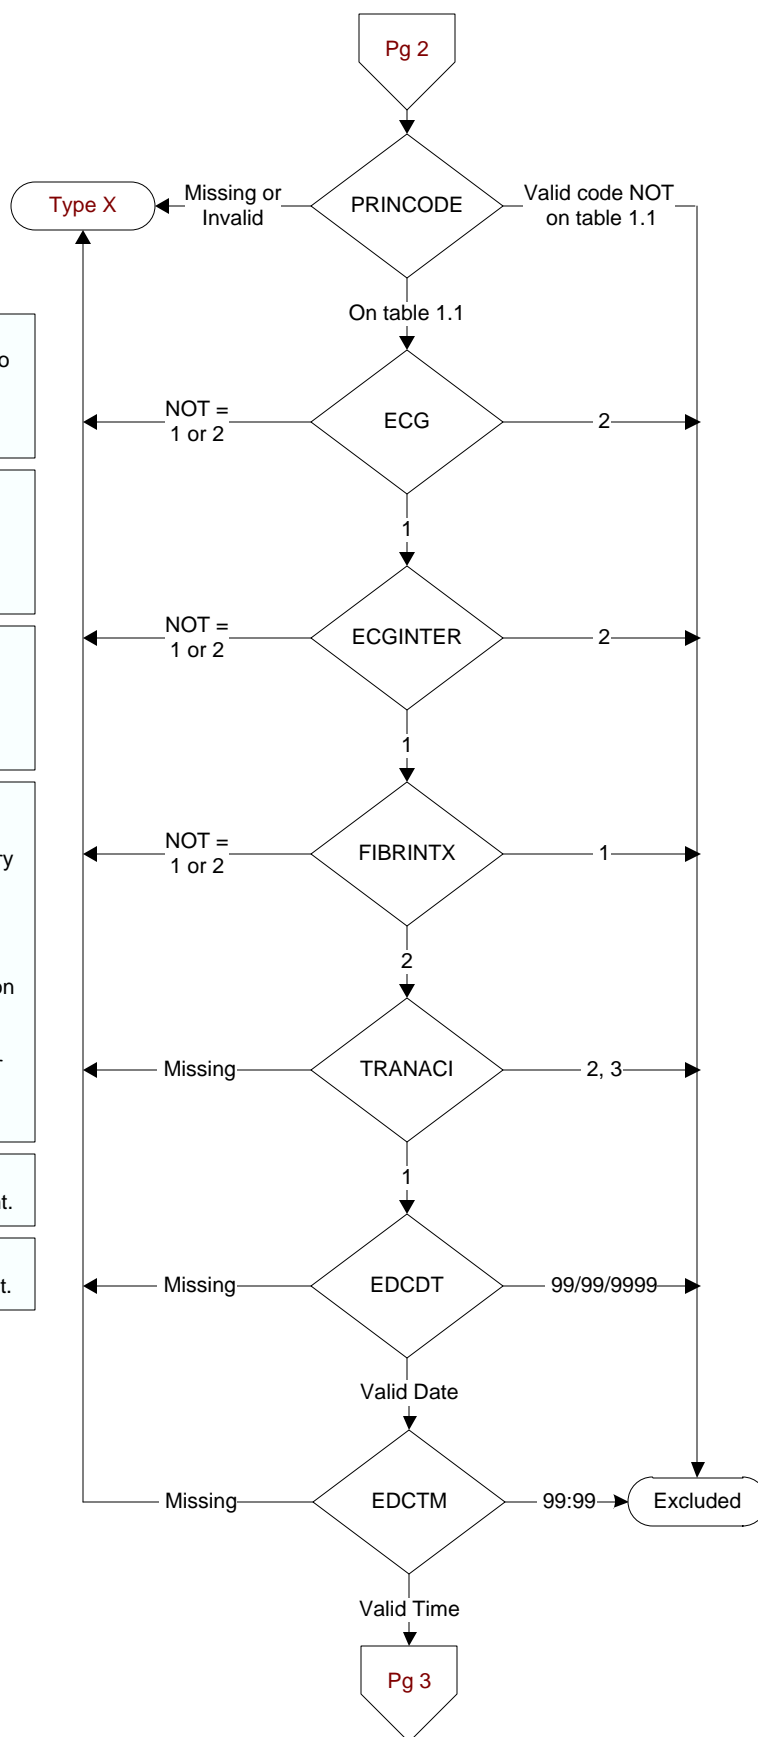 Pg 2
Type X
Missing or
Invalid
PRINCODE
Valid code NOT
on table 1.1
On table 1.1
NOT =
1 or 2
ECG
2
1
NOT =
1 or 2
ECGINTER
2
1
NOT =
1 or 2
FIBRINTX
1
2
Missing
TRANACI
2, 3
1
Missing
EDCDT
99/99/9999
Valid Date
Missing
EDCTM
99:99
Excluded
Valid Time
Pg 3